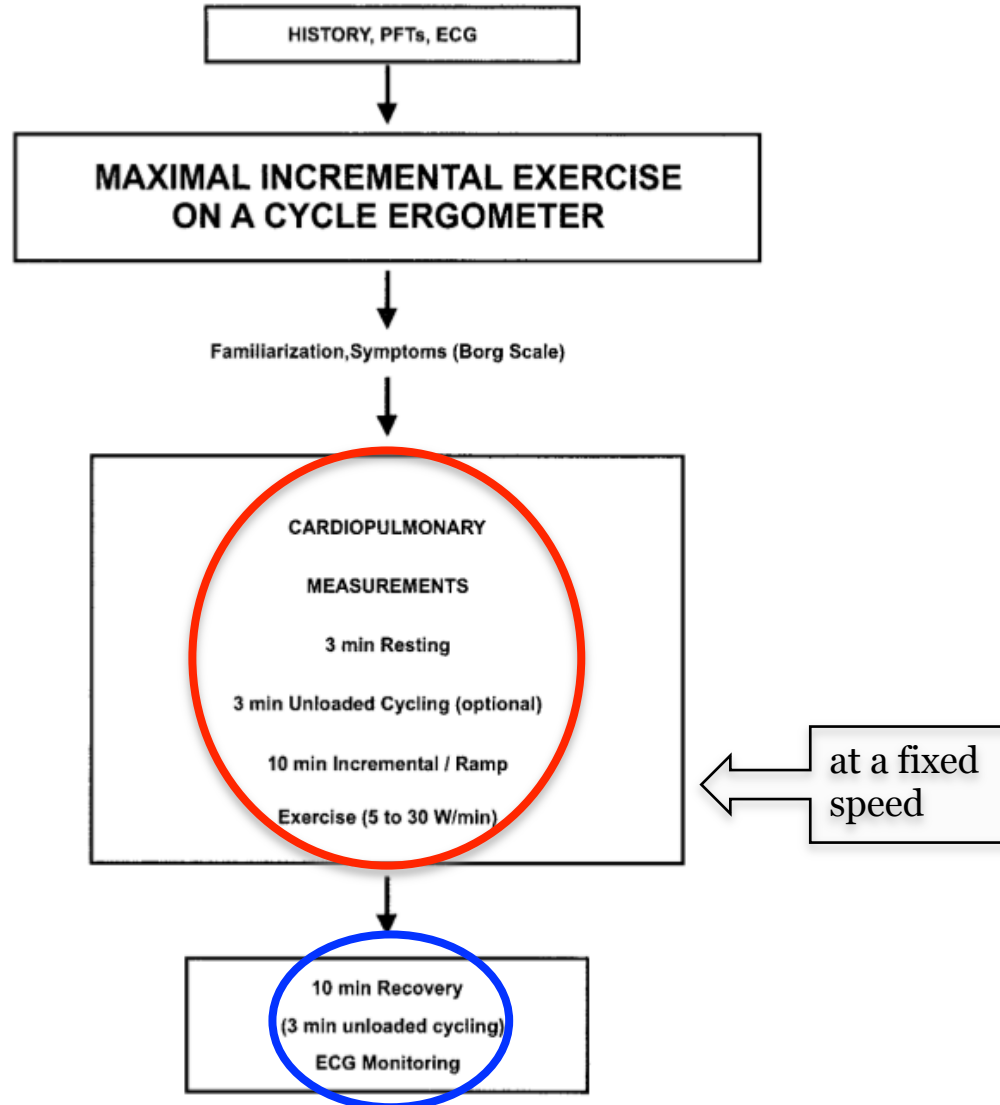 HISTORY, PFTs, ECG
MAXIMAL INCREMENTAL EXERCISE
ON A CYCLE ERGOMETER
Familiarization,Symptoms (Borg Scale)
CARDIOPULMONARY
MEASUREMENTS
3 min Resting
3 min Unloaded Cycling (optional)
10 min Incremental / Ramp
Exercise (5 to 30 W/min)
at a fixed
speed
10 min Recovery
(3 min unloaded cycling)
ECG Monitoring